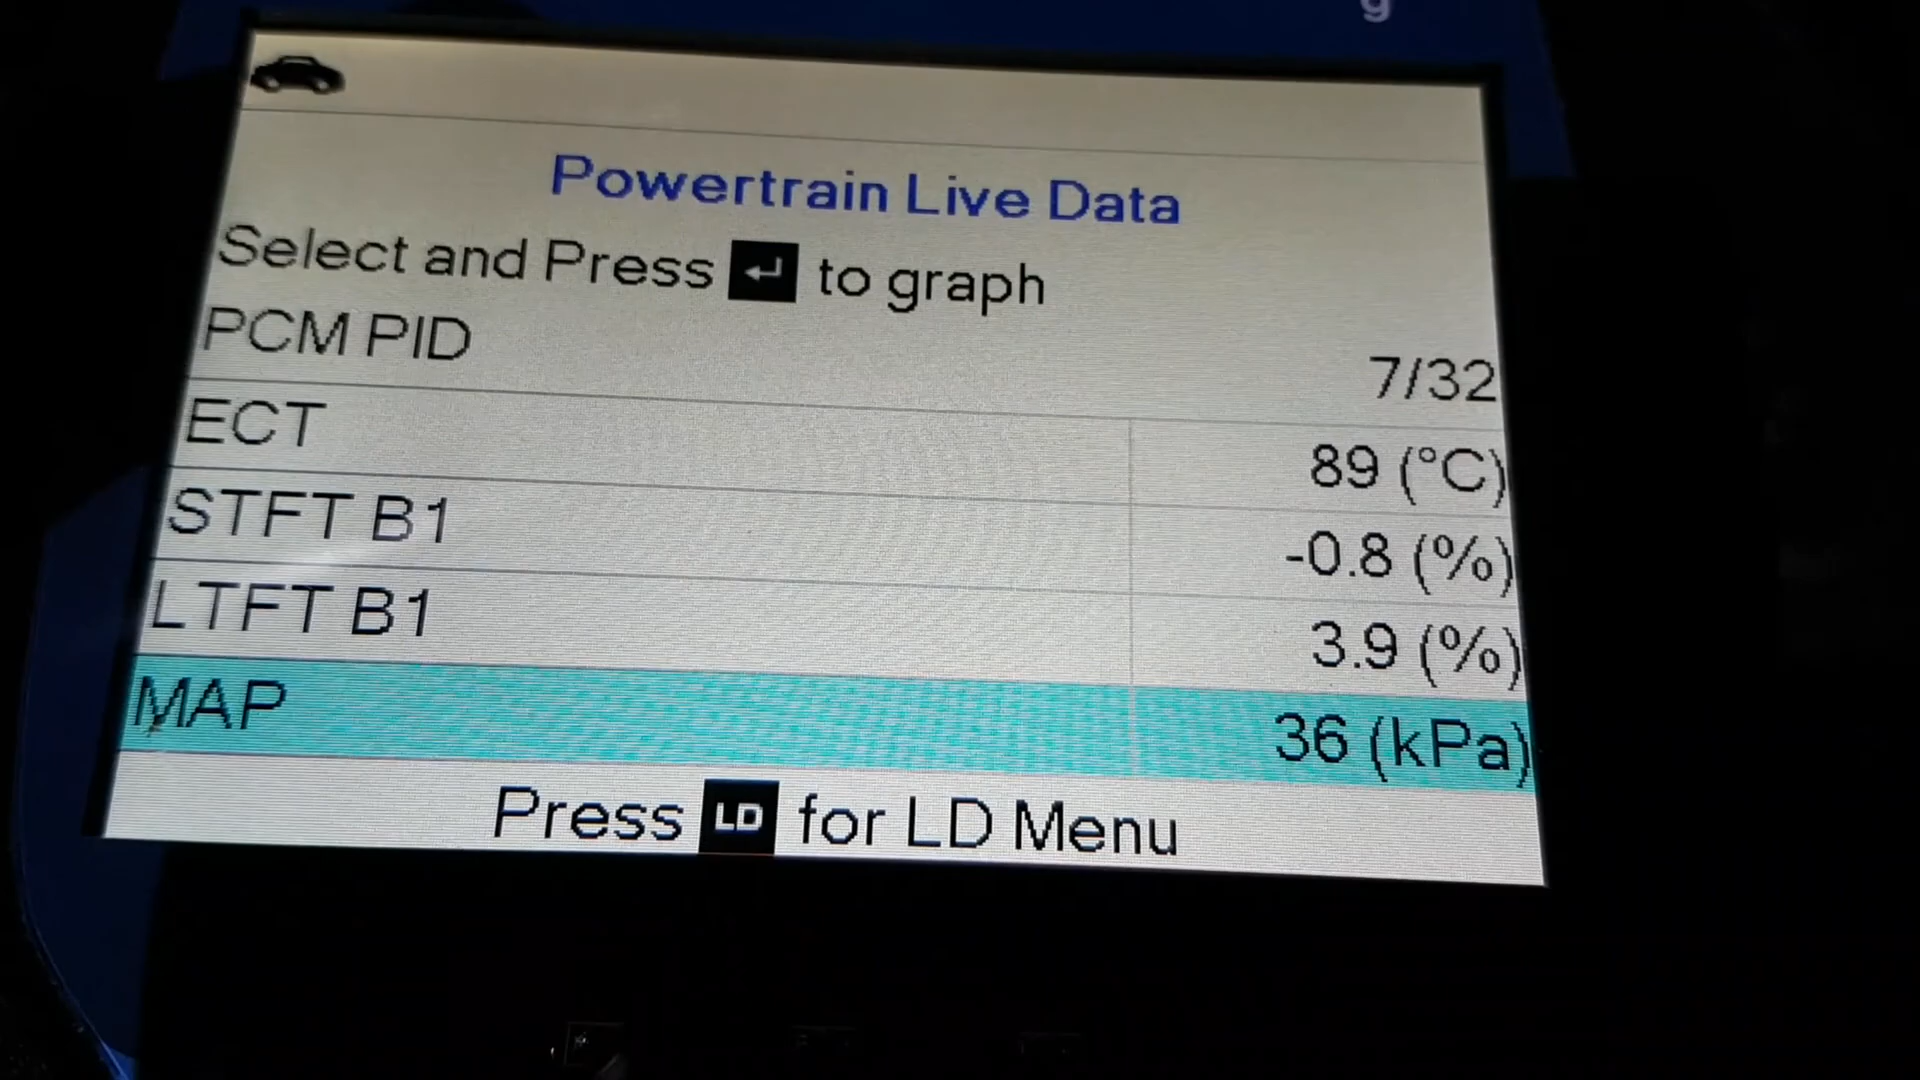 g
Powertrain Live Data
Select and Press ↵ to graph
PCM PID 7/32
ECT 89 (°C)
STFT B1 -0.8 (%)
LTFT B1 3.9 (%)
MAP 36 (kPa)
Press LD for LD Menu